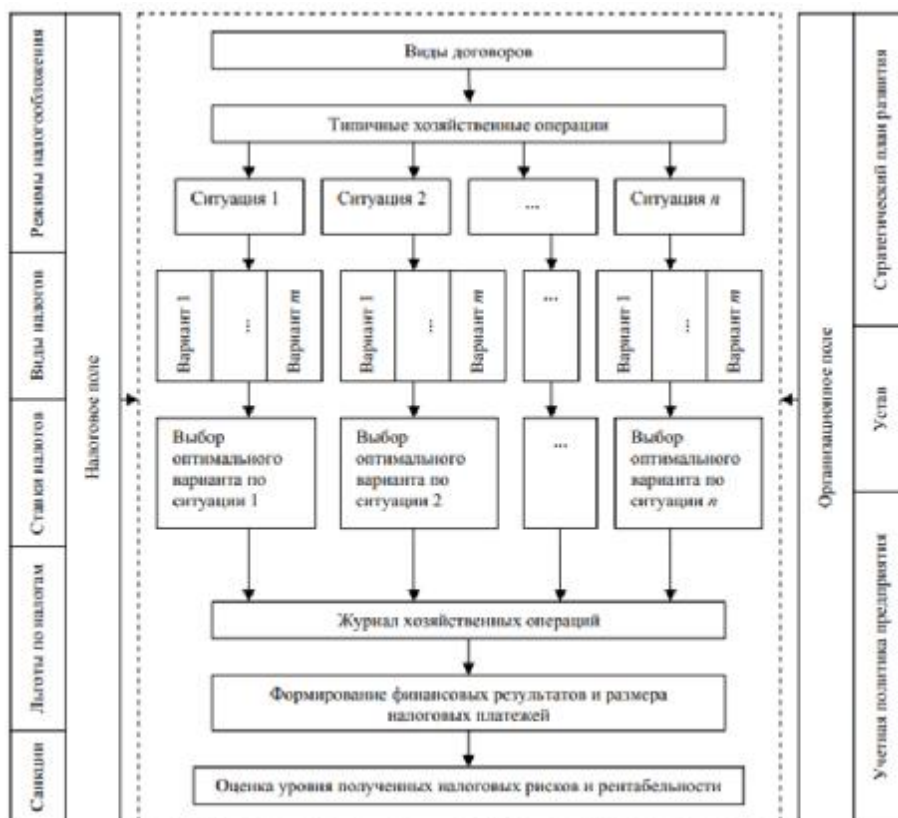 Режимы налогообложения
Виды налогов
Ставки налогов
Льготы по налогам
Санкции
Налоговое поле
Виды договоров
Типичные хозяйственные операции
Ситуация 1
Ситуация 2
...
Ситуация n
Вариант 1
...
Вариант m
Вариант 1
...
Вариант m
...
Вариант 1
...
Вариант m
Выбор
оптимального
варианта по
ситуации 1
Выбор
оптимального
варианта по
ситуации 2
...
Выбор
оптимального
варианта по
ситуации n
Журнал хозяйственных операций
Формирование финансовых результатов и размера
налоговых платежей
Оценка уровня полученных налоговых рисков и рентабельности
Организационное поле
Стратегический план развития
Устав
Учетная политика предприятия